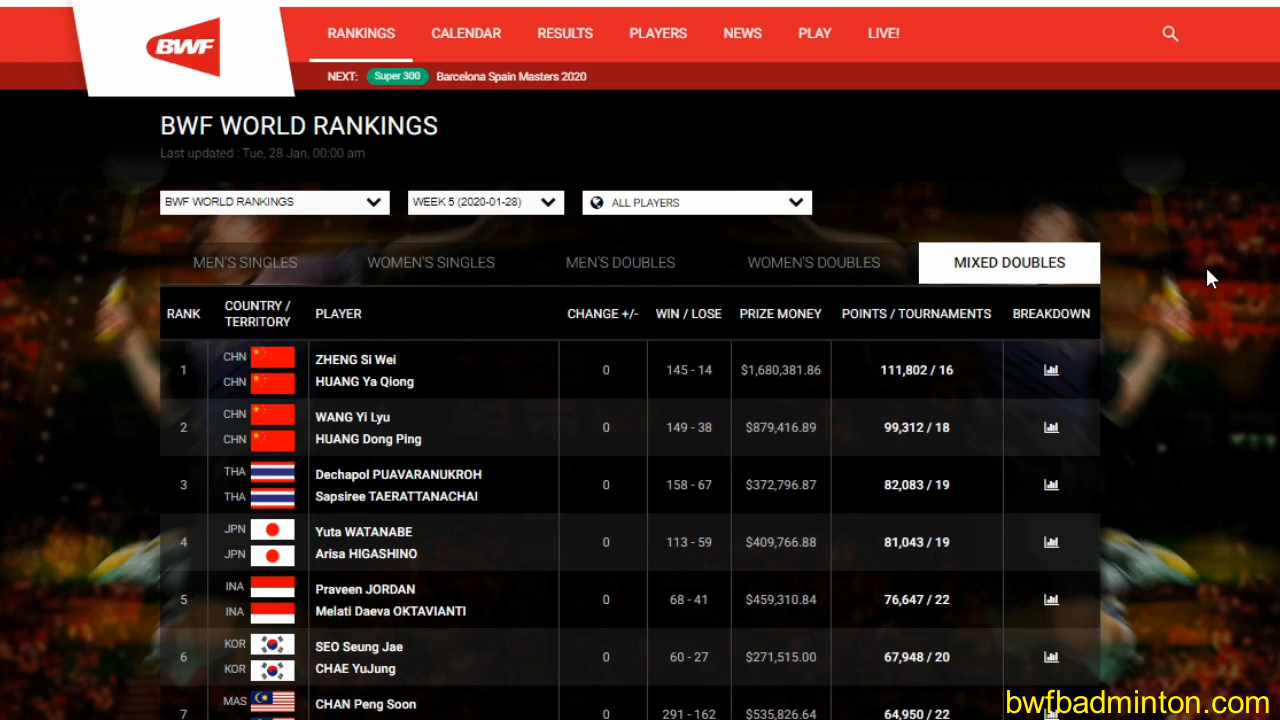 BWF
RANKINGS CALENDAR RESULTS PLAYERS NEWS PLAY LIVE!
NEXT: Super 300 Barcelona Spain Masters 2020
BWF WORLD RANKINGS
Last updated : Tue, 28 Jan, 00:00 am
BWF WORLD RANKINGS WEEK 5 (2020-01-28) ALL PLAYERS
MEN'S SINGLES WOMEN'S SINGLES MEN'S DOUBLES WOMEN'S DOUBLES MIXED DOUBLES
RANK COUNTRY / TERRITORY PLAYER CHANGE +/- WIN / LOSE PRIZE MONEY POINTS / TOURNAMENTS BREAKDOWN
CHN ZHENG Si Wei
1 0 145 - 14 $1,680,381.86 111,802 / 16
CHN HUANG Ya Qiong
CHN WANG Yi Lyu
2 0 149 - 38 $879,416.89 99,312 / 18
CHN HUANG Dong Ping
THA Dechapol PUAVARANUKROH
3 0 158 - 67 $372,796.87 82,083 / 19
THA Sapsiree TAERATTANACHAI
JPN Yuta WATANABE
4 0 113 - 59 $409,766.88 81,043 / 19
JPN Arisa HIGASHINO
INA Praveen JORDAN
5 0 68 - 41 $459,310.84 76,647 / 22
INA Melati Daeva OKTAVIANTI
KOR SEO Seung Jae
6 0 60 - 27 $271,515.00 67,948 / 20
KOR CHAE YuJung
MAS CHAN Peng Soon
7 0 291 - 162 $535,826.64 64,950 / 22
bwfbadminton.com